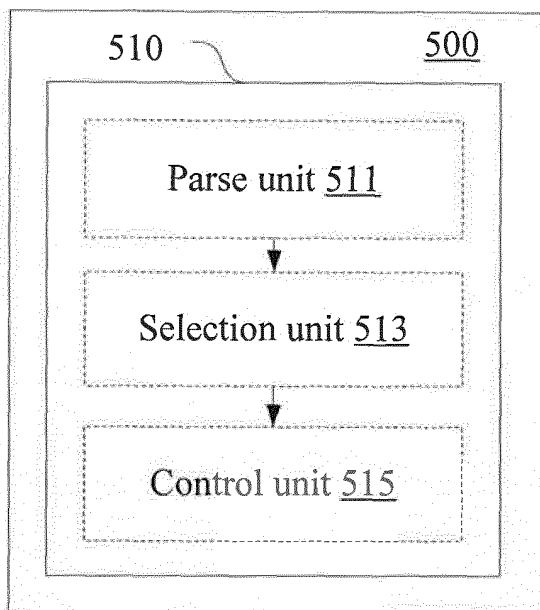 510
500
Parse unit 511
Selection unit 513
Control unit 515